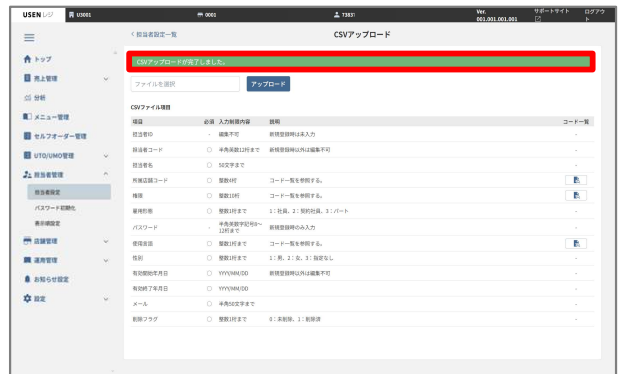 USEN レジ U3001 0001 73831 Ver. 001.001.001.001 サポートサイト ログアウト
< 担当者設定一覧 CSVアップロード
トップ
CSVアップロードが完了しました。
売上管理
ファイルを選択 アップロード
分析
CSVファイル項目
メニュー管理
項目 必須 入力制限内容 説明 コード一覧
セルフオーダー管理
担当者ID - 編集不可 新規登録時は未入力 -
担当者コード ○ 半角英数12桁まで 新規登録時以外は編集不可 -
UTO/UMO管理
担当者名 ○ 50文字まで -
担当者管理
所属店舗コード ○ 整数6桁 コード一覧を参照する。
担当者設定
権限 ○ 整数10桁 コード一覧を参照する。
パスワード初期化
雇用形態 ○ 整数1桁まで 1:社員、2:契約社員、3:パート -
表示順設定
パスワード - 半角英数字記号8～12桁まで 新規登録時のみ入力 -
店舗管理
使用言語 ○ 整数1桁まで コード一覧を参照する。
運用管理
性別 ○ 整数1桁まで 1:男、2:女、3:指定なし -
お知らせ設定
有効開始年月日 ○ YYYY/MM/DD 新規登録時以外は編集不可 -
設定
有効終了年月日 ○ YYYY/MM/DD -
メール ○ 半角50文字まで -
削除フラグ ○ 整数1桁まで 0:未削除、1:削除済 -